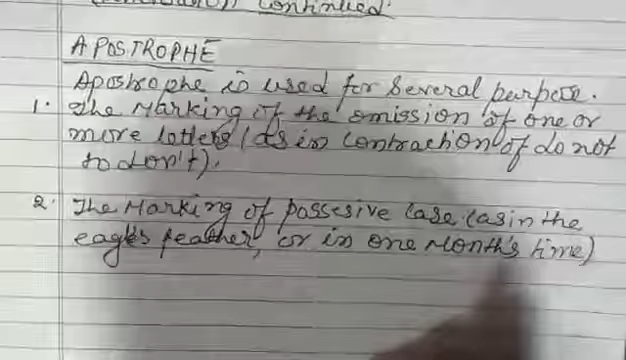 continued
APOSTROPHE
Apostrophe is used for several purpose.
1. The Marking of the omission of one or
more letters (as in contraction of do not
to don't).
2. The Marking of possesive case (as in the
eagle's feather, or in one Month's time)